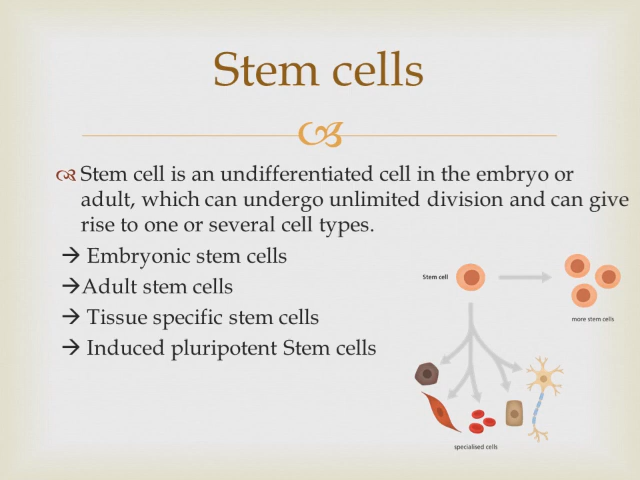 Stem cells
Stem cell is an undifferentiated cell in the embryo or
adult, which can undergo unlimited division and can give
rise to one or several cell types.
→ Embryonic stem cells
→Adult stem cells
→ Tissue specific stem cells
→ Induced pluripotent Stem cells
Stem cell
more stem cells
specialised cells